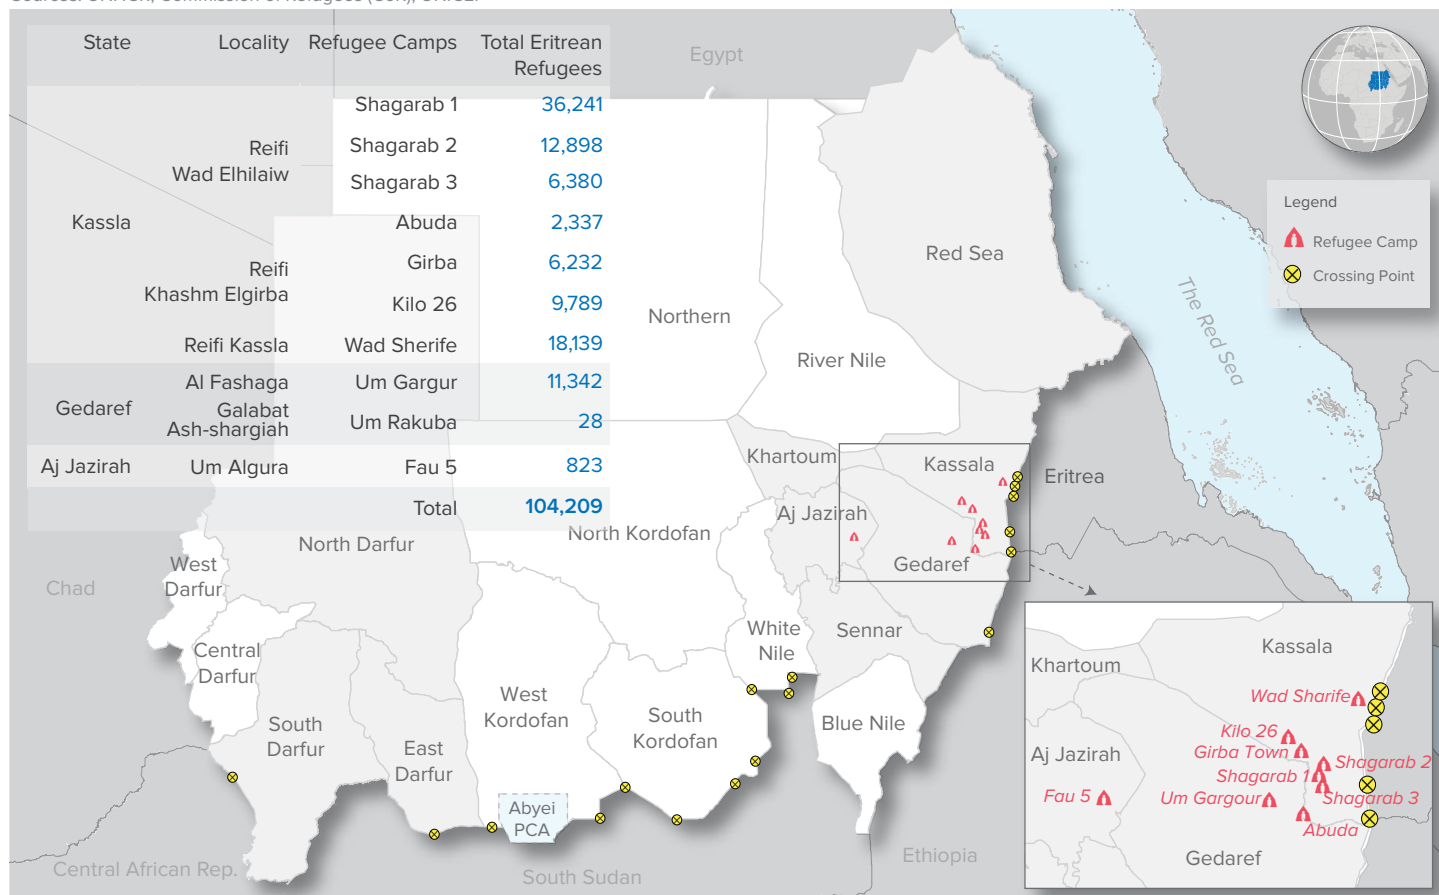 State Locality Refugee Camps Total Eritrean
Refugees
Shagarab 1 36,241
Reifi
Wad Elhilaiw
Shagarab 2 12,898
Shagarab 3 6,380
Kassla
Abuda 2,337
Reifi
Khashm Elgirba
Girba 6,232
Kilo 26 9,789
Reifi Kassla Wad Sherife 18,139
Gedaref
Al Fashaga Um Gargur 11,342
Galabat
Ash-shargiah
Um Rakuba 28
Aj Jazirah Um Algura Fau 5 823
Total 104,209
Egypt
Legend
Refugee Camp
Crossing Point
Red Sea
The Red Sea
Northern
River Nile
Khartoum
Kassala
Eritrea
Aj Jazirah
North Kordofan
North Darfur
Gedaref
Chad
West
Darfur
White
Nile
Sennar
Central
Darfur
West
Kordofan
South
Kordofan
Blue Nile
South
Darfur
East
Darfur
Abyei
PCA
Central African Rep.
South Sudan
Ethiopia
Kassala
Khartoum
Wad Sharife
Kilo 26
Girba Town
Aj Jazirah
Shagarab 2
Shagarab 1
Fau 5
Um Gargour
Shagarab 3
Abuda
Gedaref